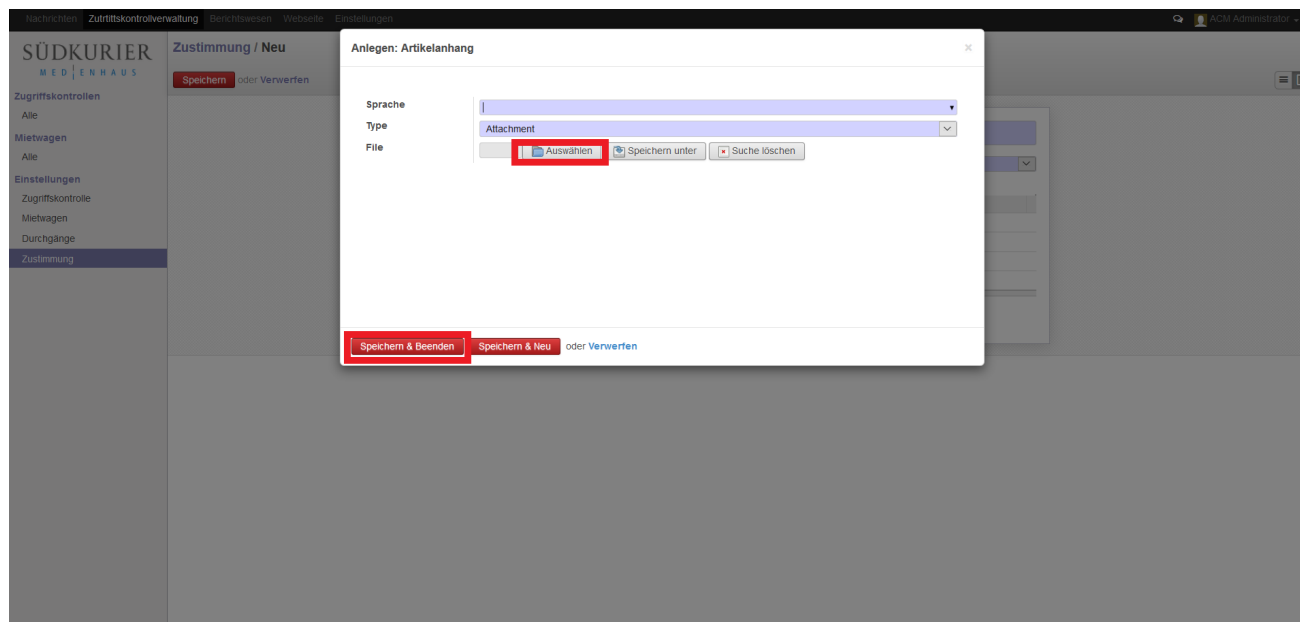 Nachrichten Zutrtittskontrollverwaltung Berichtswesen Webseite Einstellungen ACM Administrator
SÜDKURIER
MEDIENHAUS
Zustimmung / Neu
Speichern oder Verwerfen
Zugriffskontrollen
Alle
Mietwagen
Alle
Einstellungen
Zugriffskontrolle
Mietwagen
Durchgänge
Zustimmung
Anlegen: Artikelanhang ×
Sprache
Type Attachment
File Auswählen Speichern unter Suche löschen
Speichern & Beenden Speichern & Neu oder Verwerfen